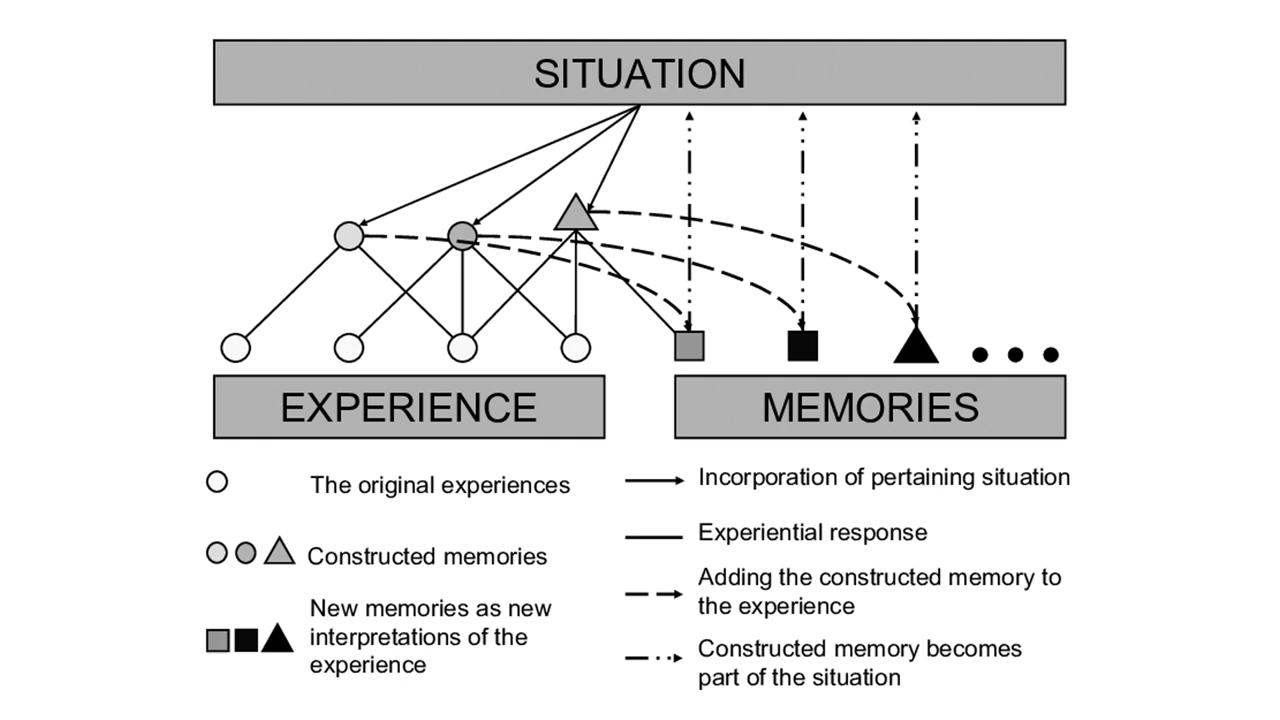 SITUATION
EXPERIENCE
MEMORIES
The original experiences
Constructed memories
New memories as new
interpretations of the
experience
Incorporation of pertaining situation
Experiential response
Adding the constructed memory to
the experience
Constructed memory becomes
part of the situation